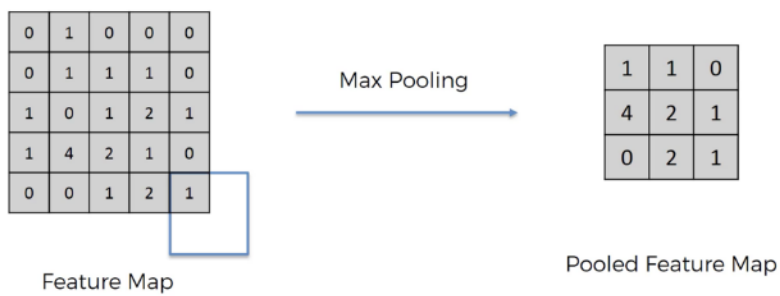 0 1 0 0 0
0 1 1 1 0
1 0 1 2 1
1 4 2 1 0
0 0 1 2 1
Feature Map
Max Pooling
1 1 0
4 2 1
0 2 1
Pooled Feature Map